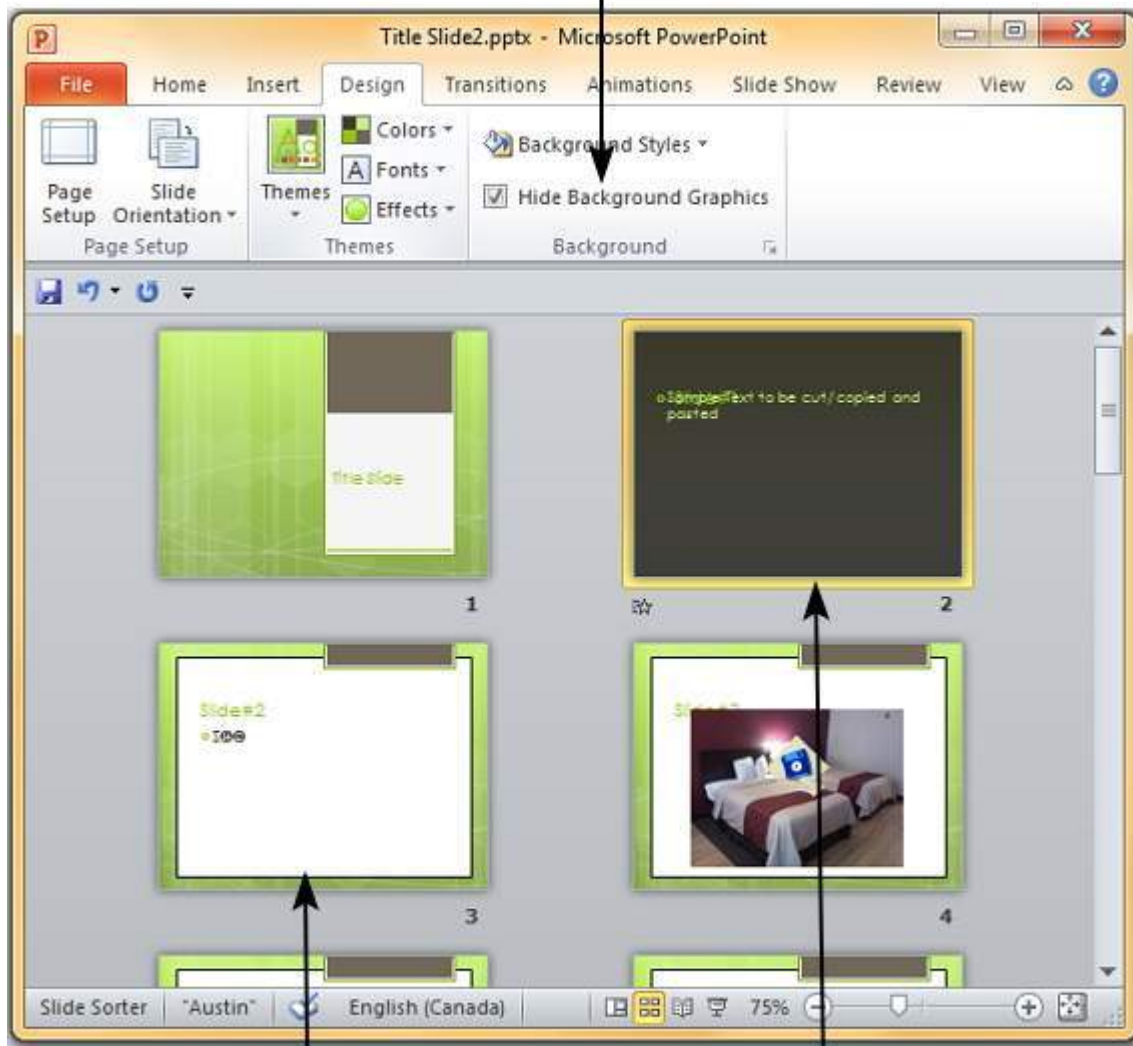 Title Slide2.pptx - Microsoft PowerPoint
File Home Insert Design Transitions Animations Slide Show Review View
Page Setup
Slide Orientation
Themes
Colors
Fonts
Effects
Background Styles
Hide Background Graphics
Page Setup Themes Background
Title Slide
Text to be cut/copied and
pasted
1 2
Slide#2
3 4
Slide Sorter "Austin" English (Canada) 75%